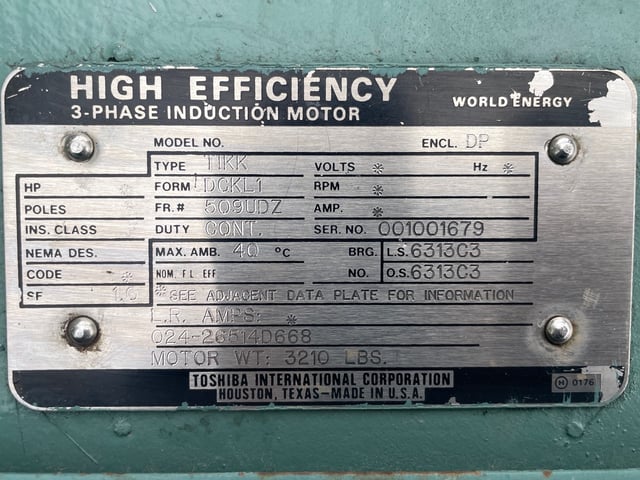 HIGH EFFICIENCY
3-PHASE INDUCTION MOTOR
WORLD ENERGY
MODEL NO. ENCL. DP
TYPE TIKK VOLTS * Hz *
HP * FORM DCKL1 RPM *
POLES * FR.# 509UDZ AMP. *
INS. CLASS F DUTY CONT. SER. NO. 001001679
NEMA DES. MAX. AMB. 40 °C BRG. L.S. 6313C3
CODE * NOM. F.L. EFF NO. O.S. 6313C3
SF 1.0 *SEE ADJACENT DATA PLATE FOR INFORMATION
L.R. AMPS: *
024-26514D668
MOTOR WT: 3210 LBS.
TOSHIBA INTERNATIONAL CORPORATION
HOUSTON, TEXAS-MADE IN U.S.A.
H 0176